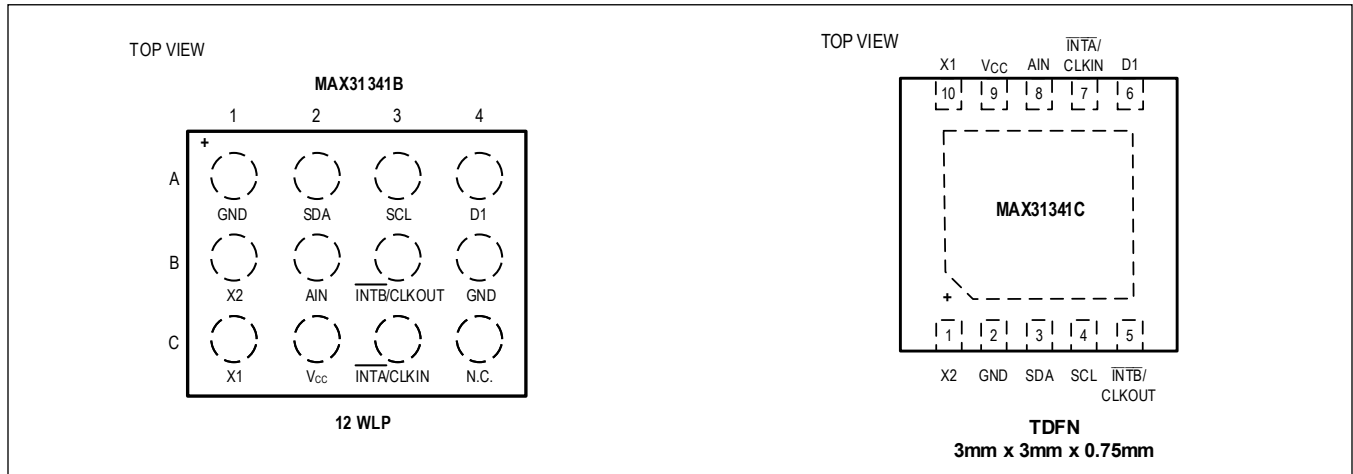 TOP VIEW
MAX31341B
1 2 3 4
+
A
GND SDA SCL D1
B
X2 AIN INTB/CLKOUT GND
C
X1 Vcc INTA/CLKIN N.C.
12 WLP
TOP VIEW
X1 VCC AIN INTA/
CLKIN D1
10 9 8 7 6
MAX31341C
+
1 2 3 4 5
X2 GND SDA SCL INTB/
CLKOUT
TDFN
3mm x 3mm x 0.75mm